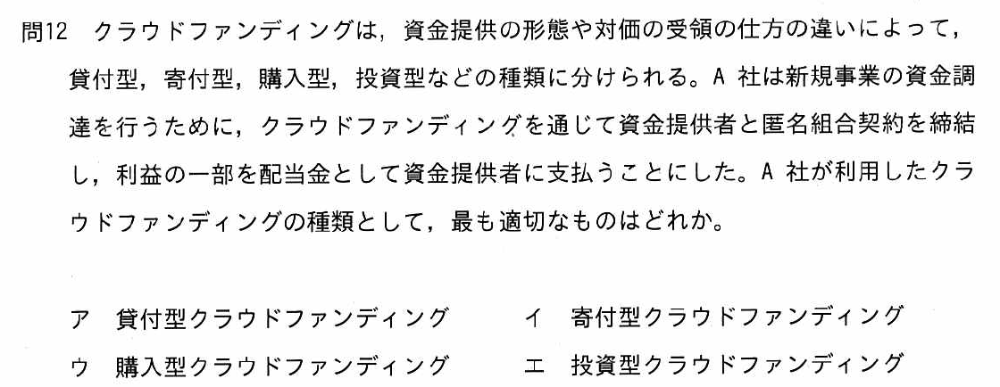 問12 クラウドファンディングは，資金提供の形態や対価の受領の仕方の違いによって，
貸付型，寄付型，購入型，投資型などの種類に分けられる。A 社は新規事業の資金調
達を行うために，クラウドファンディングを通じて資金提供者と匿名組合契約を締結
し，利益の一部を配当金として資金提供者に支払うことにした。A 社が利用したクラ
ウドファンディングの種類として，最も適切なものはどれか。
ア 貸付型クラウドファンディング イ 寄付型クラウドファンディング
ウ 購入型クラウドファンディング エ 投資型クラウドファンディング